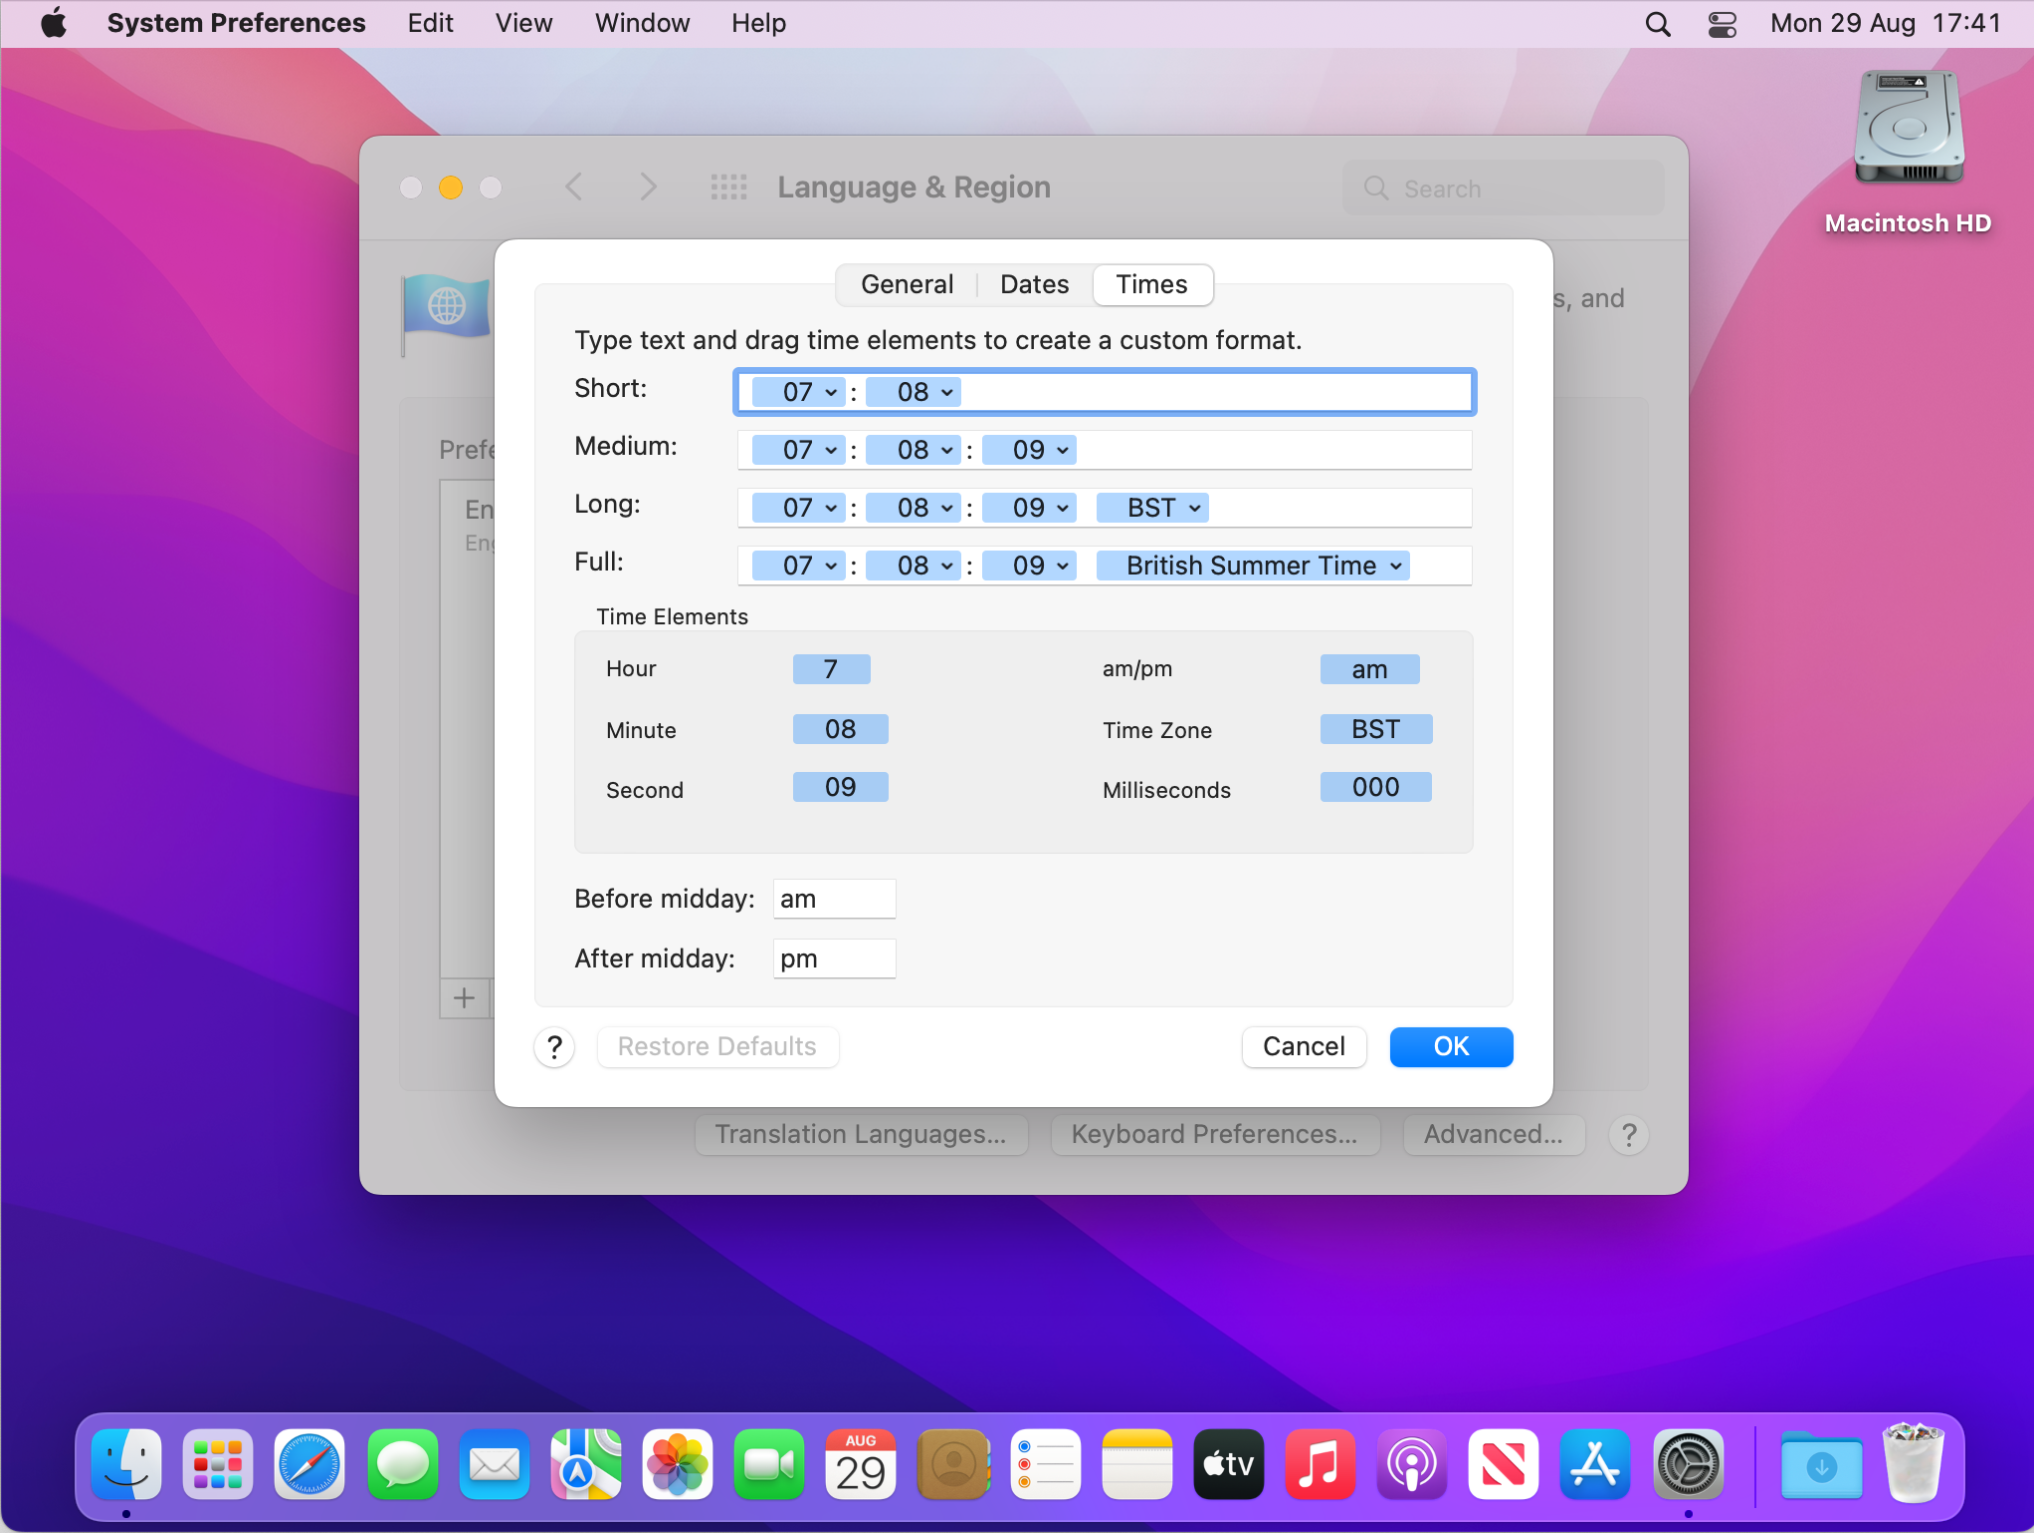 System Preferences Edit View Window Help Mon 29 Aug 17:41
Macintosh HD
Language & Region
Search
General Dates Times
s, and
Type text and drag time elements to create a custom format.
Short: 07 : 08
Prefe
Medium: 07 : 08 : 09
En
Long: 07 : 08 : 09 BST
Eng
Full: 07 : 08 : 09 British Summer Time
Time Elements
Hour 7 am/pm am
Minute 08 Time Zone BST
Second 09 Milliseconds 000
Before midday: am
After midday: pm
+
? Restore Defaults Cancel OK
Translation Languages... Keyboard Preferences... Advanced... ?
AUG
29
tv